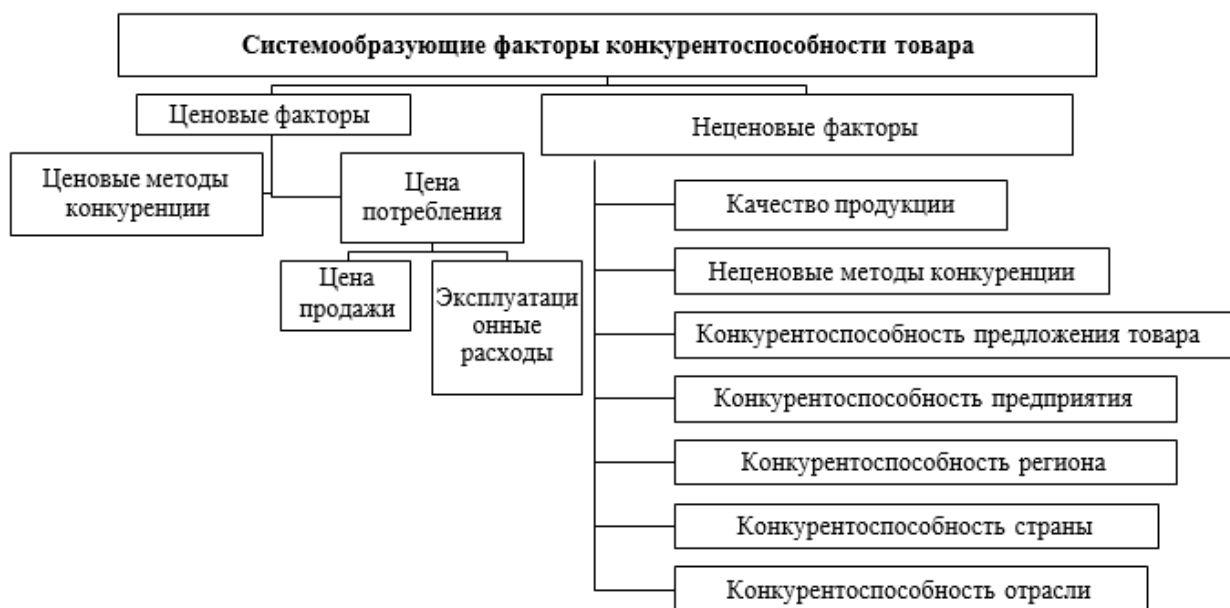 Системообразующие факторы конкурентоспособности товара
Ценовые факторы
Неценовые факторы
Ценовые методы
конкуренции
Цена
потребления
Цена
продажи
Эксплуатаци
онные
расходы
Качество продукции
Неценовые методы конкуренции
Конкурентоспособность предложения товара
Конкурентоспособность предприятия
Конкурентоспособность региона
Конкурентоспособность страны
Конкурентоспособность отрасли